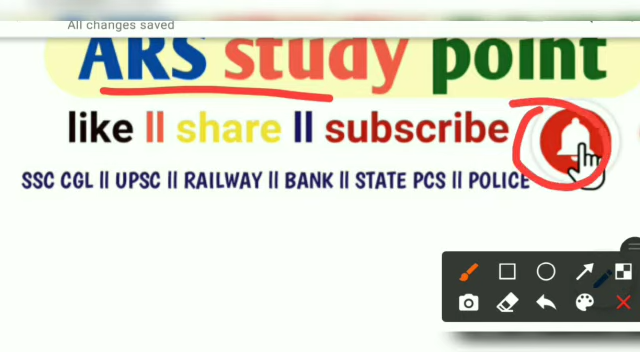 All changes saved
ARS study point
like || share || subscribe
SSC CGL || UPSC || RAILWAY || BANK || STATE PCS || POLICE